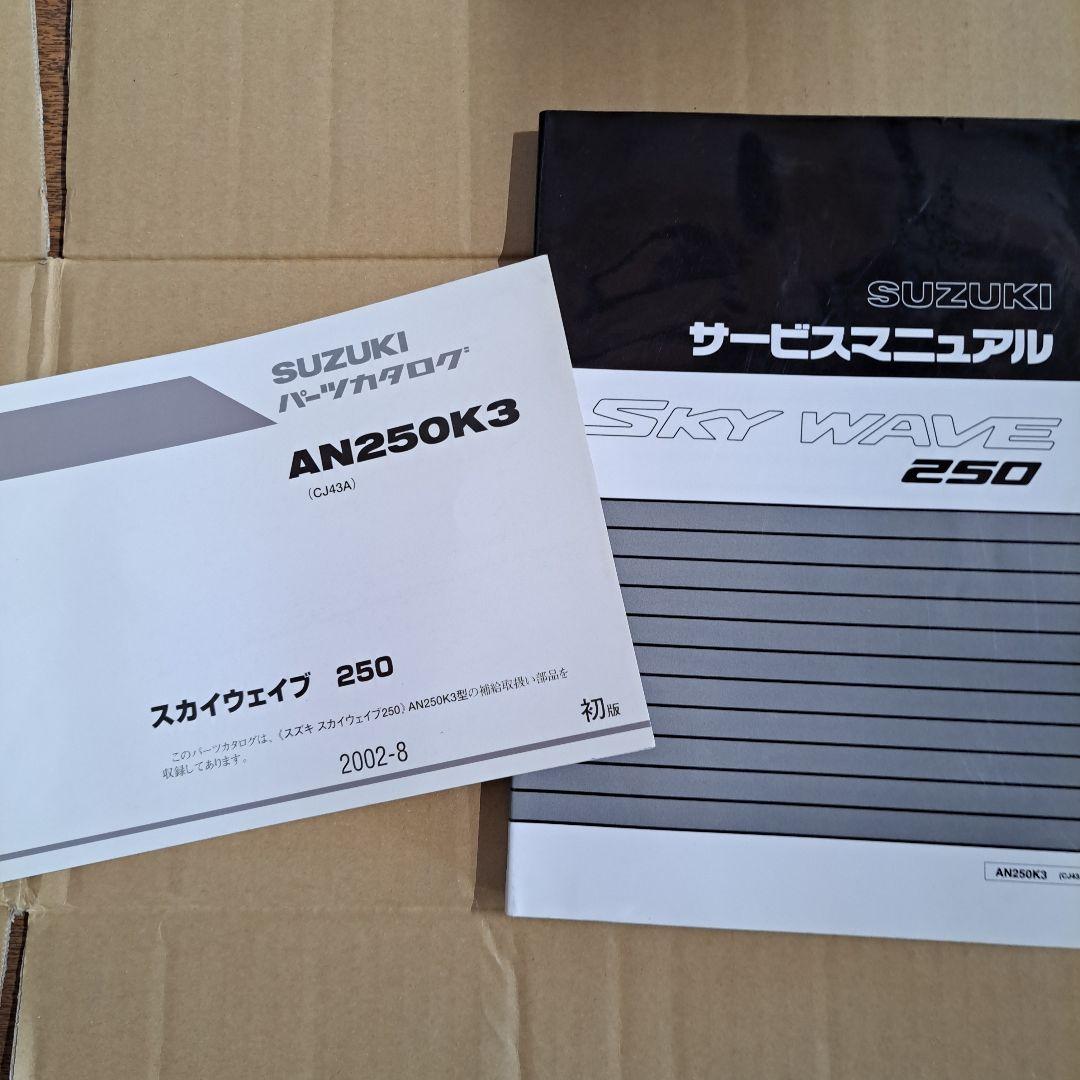 SUZUKI
パーツカタログ
AN250K3
(CJ43A)
スカイウェイブ 250
このパーツカタログは、《スズキ スカイウェイブ250》AN250K3型の補給取扱い部品を
収録してあります。
初版
2002-8
SUZUKI
サービスマニュアル
SKY WAVE
250
AN250K3 (CJ43